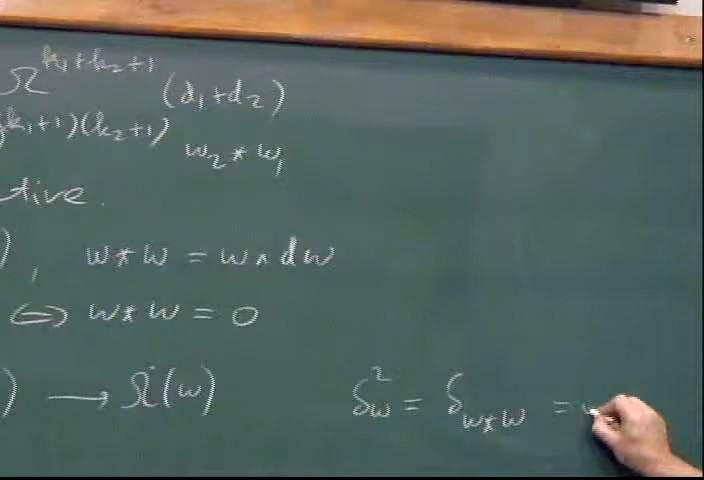 Ω^{k₁+k₂+1} (d₁+d₂)
k₁+1)(k₂+1) ω₂ * ω₁
tive.
), ω*ω = ω∧dω
⇔ ω*ω = 0
) → Ω^•(ω) δ_ω² = δ_{ω*ω} =